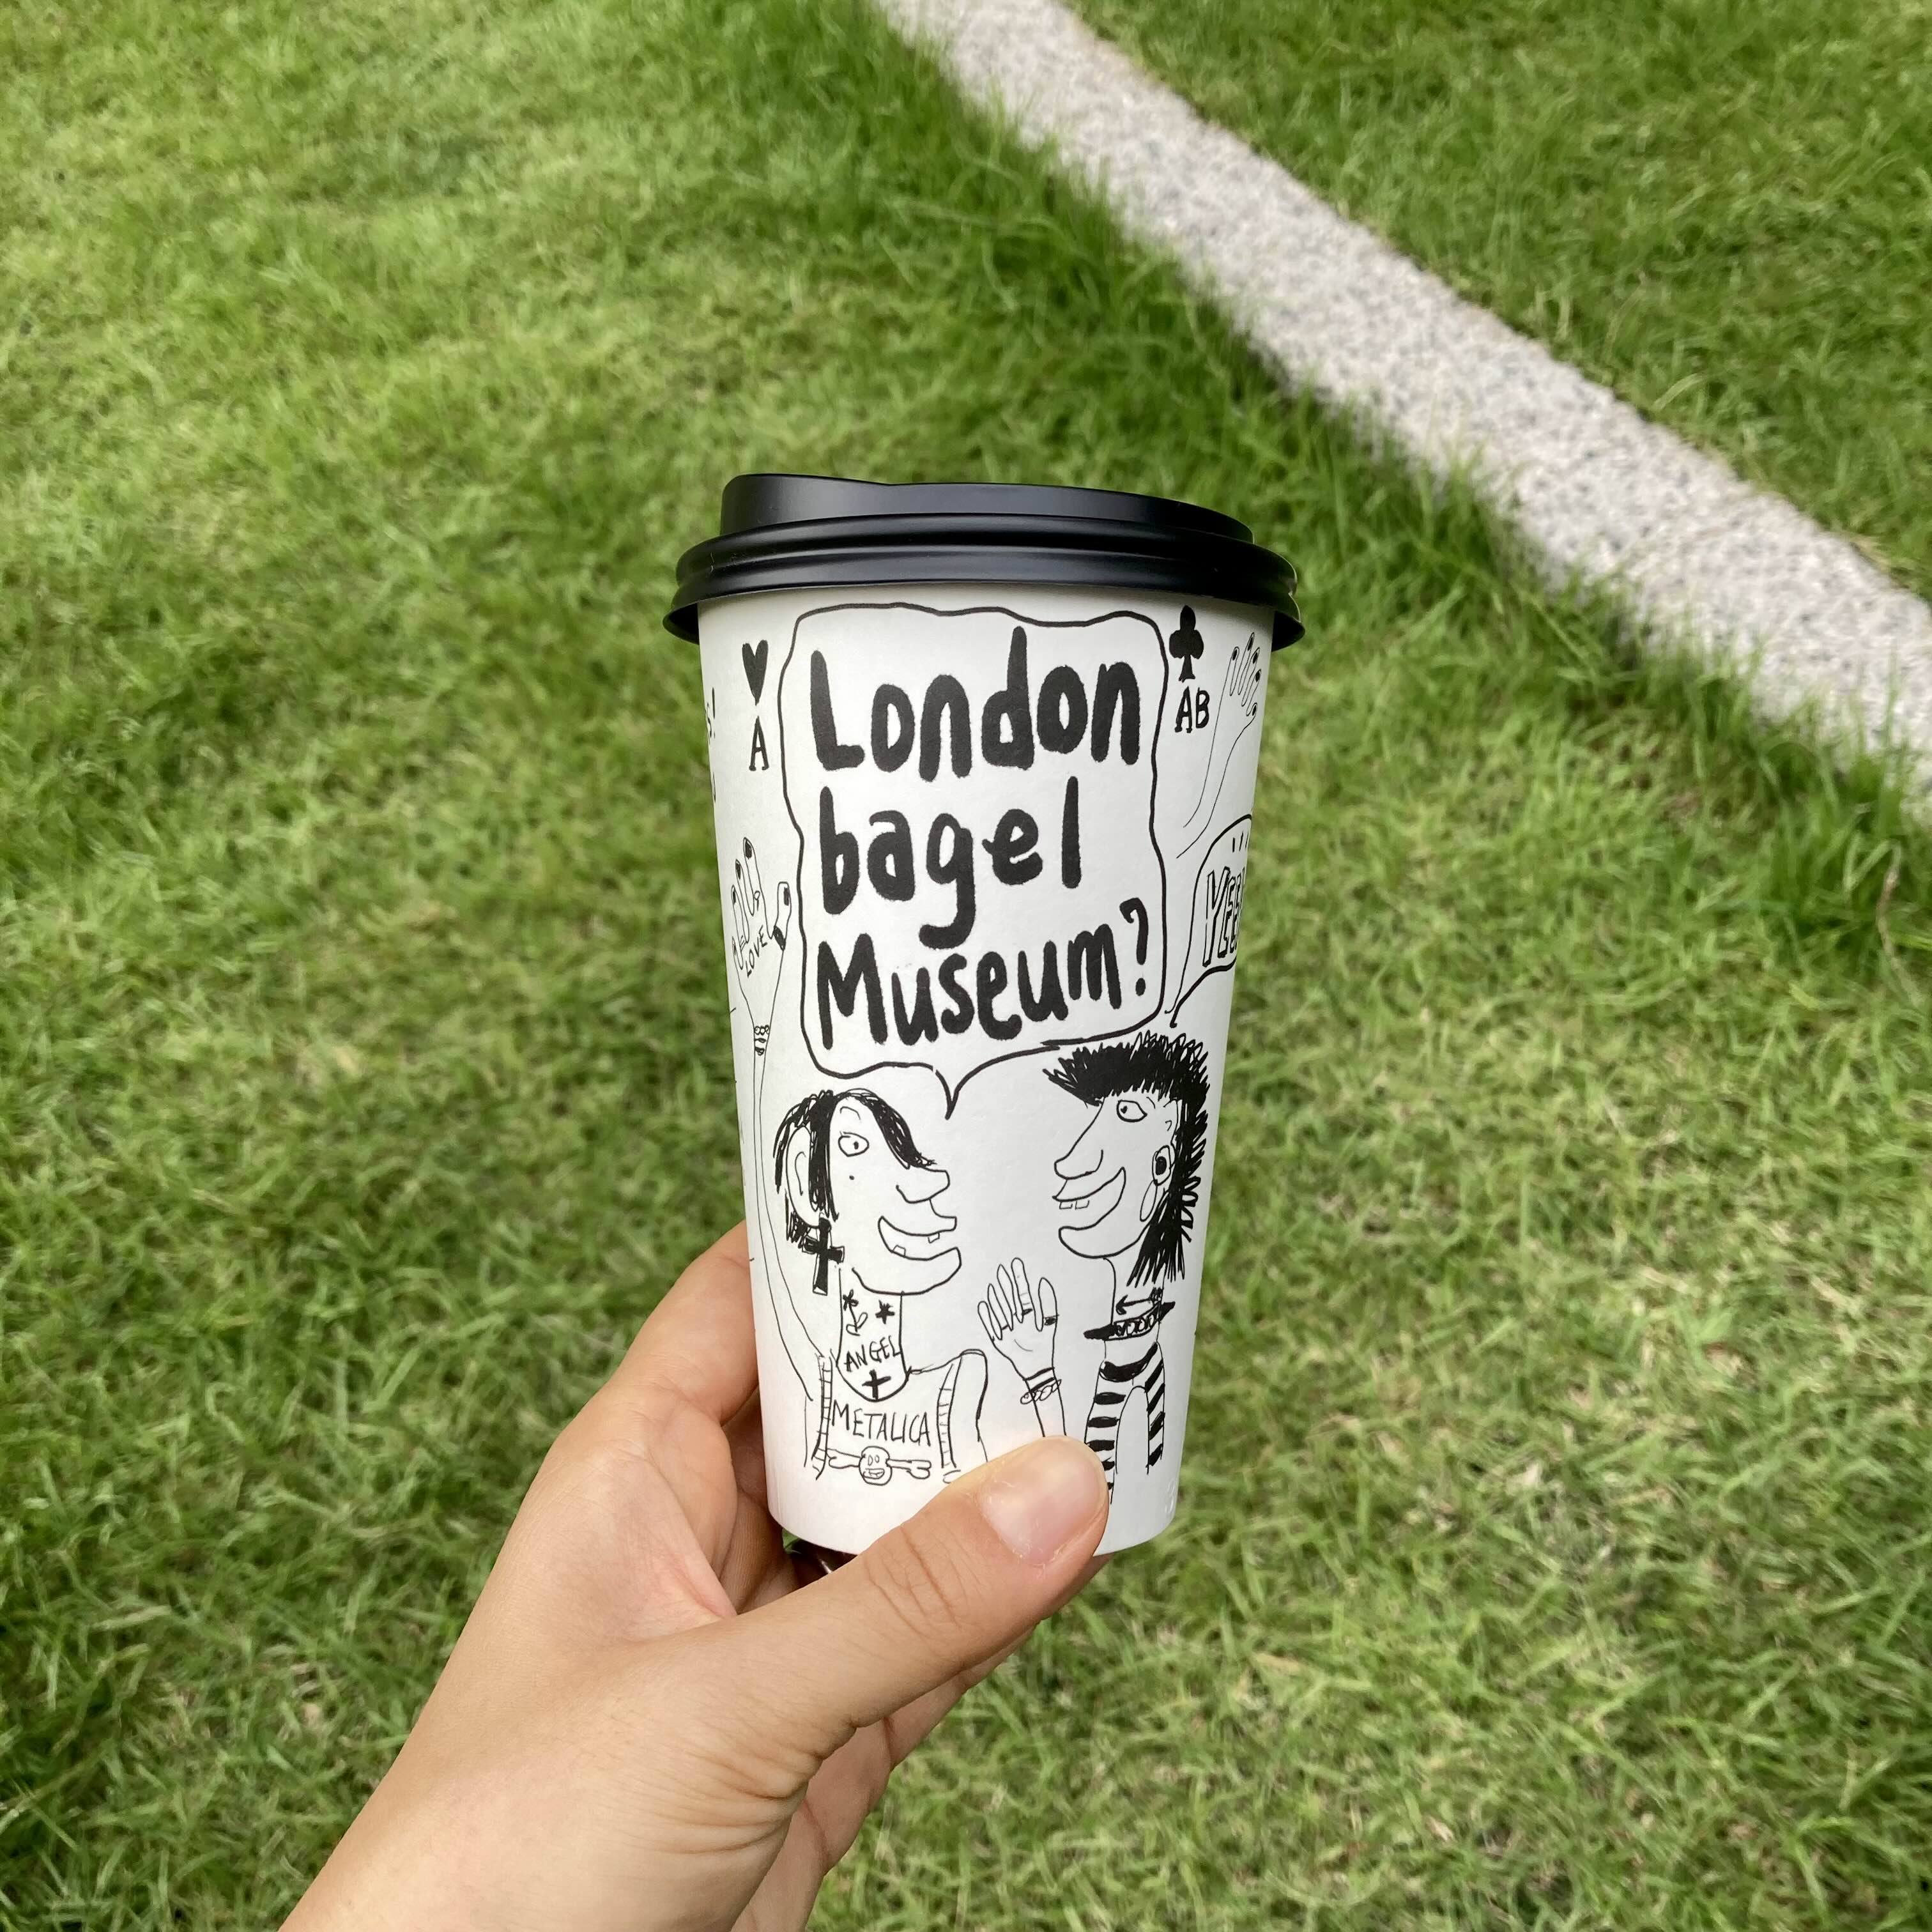 A
London
bagel
Museum?
AB
LOVE
ANGEL
METALICA